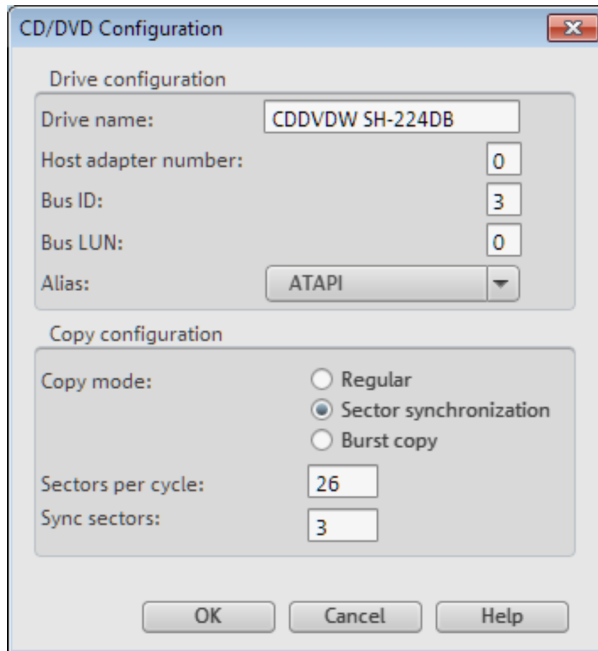 CD/DVD Configuration
Drive configuration
Drive name: CDDVDW SH-224DB
Host adapter number: 0
Bus ID: 3
Bus LUN: 0
Alias: ATAPI
Copy configuration
Copy mode: Regular
Sector synchronization
Burst copy
Sectors per cycle: 26
Sync sectors: 3
OK Cancel Help